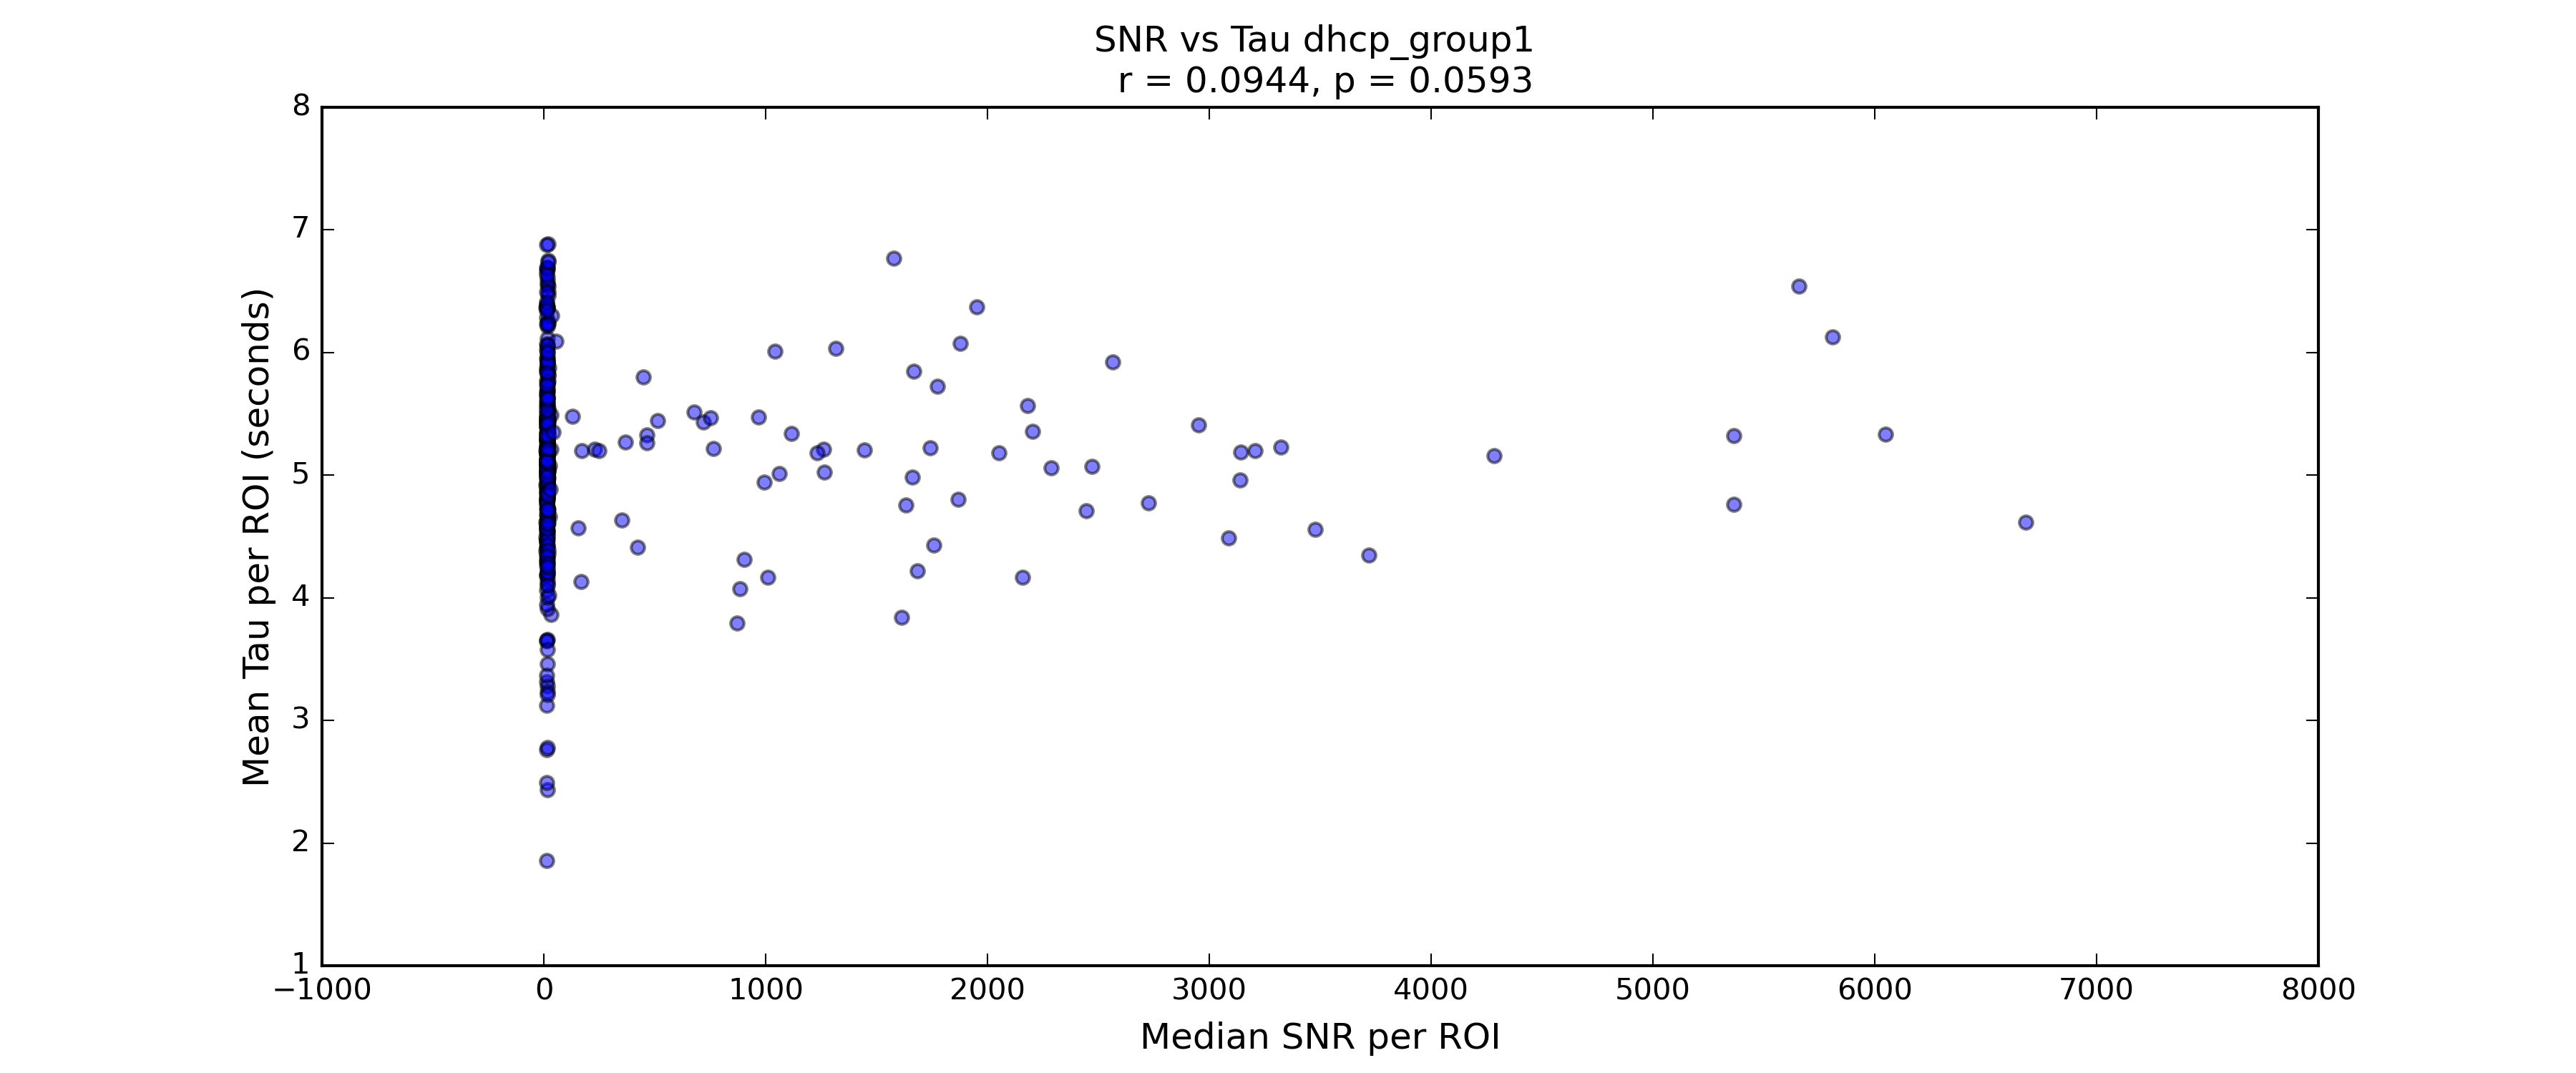 SNR vs Tau dhcp_group1
r = 0.0944, p = 0.0593
8
7
6
5
4
3
2
1
Mean Tau per ROI (seconds)
−1000 0 1000 2000 3000 4000 5000 6000 7000 8000
Median SNR per ROI